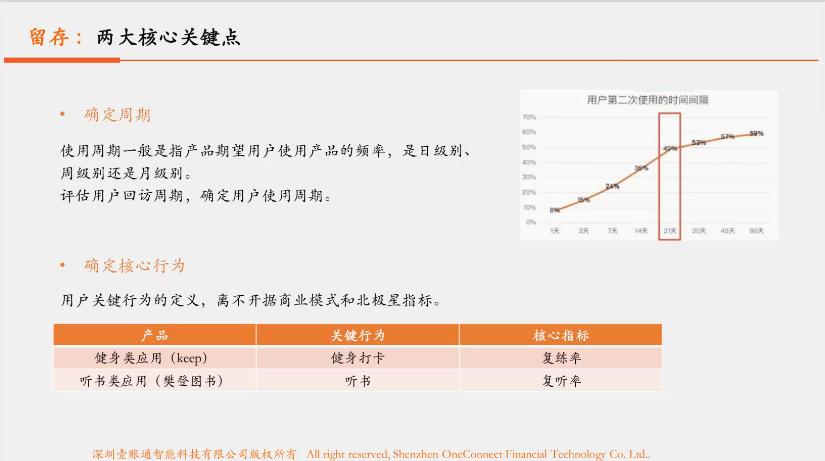 留存：两大核心关键点
• 确定周期
使用周期一般是指产品期望用户使用产品的频率，是日级别、
周级别还是月级别。
评估用户回访周期，确定用户使用周期。
用户第二次使用的时间间隔
70%
60%
50%
40%
30%
20%
10%
0%
8%
15%
24%
36%
49%
53%
57%
59%
1天 3天 7天 14天 21天 30天 45天 60天
• 确定核心行为
用户关键行为的定义，离不开据商业模式和北极星指标。
产品 关键行为 核心指标
健身类应用（keep） 健身打卡 复练率
听书类应用（樊登图书） 听书 复听率
深圳壹账通智能科技有限公司版权所有 All right reserved, Shenzhen OneConnect Financial Technology Co. Ltd..